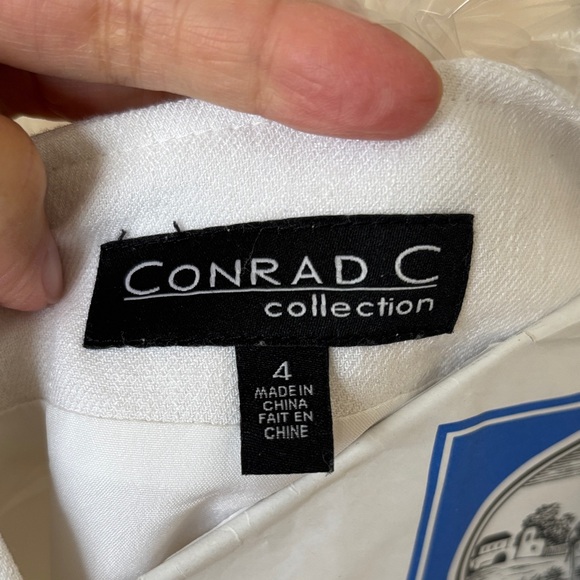 CONRAD C
collection
4
MADE IN
CHINA
FAIT EN
CHINE